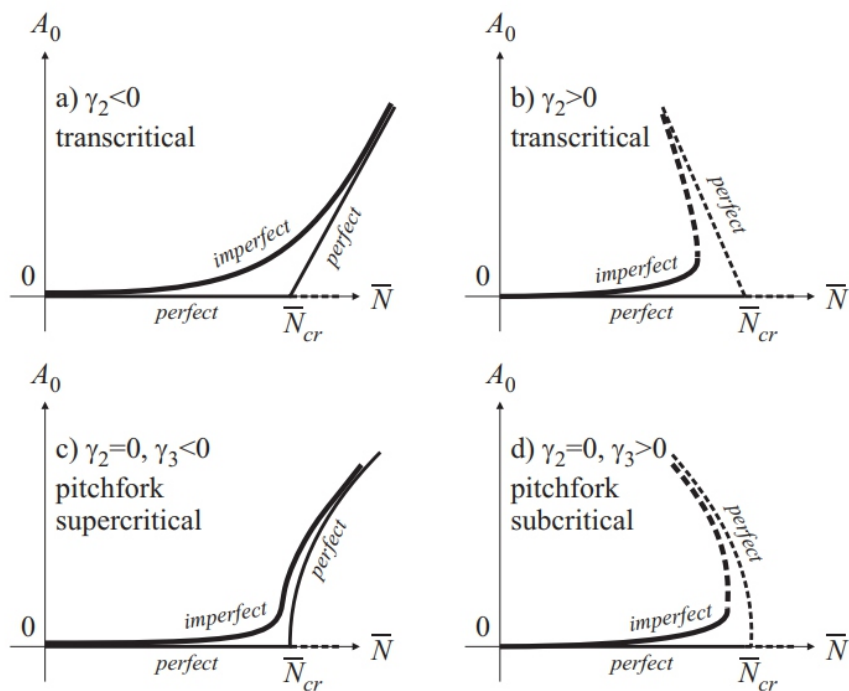 A₀
a) γ₂<0
transcritical
imperfect
perfect
0
perfect
N̅cr
N̅
A₀
b) γ₂>0
transcritical
perfect
imperfect
0
perfect
N̅cr
N̅
A₀
c) γ₂=0, γ₃<0
pitchfork
supercritical
perfect
imperfect
0
perfect
N̅cr
N̅
A₀
d) γ₂=0, γ₃>0
pitchfork
subcritical
perfect
imperfect
0
perfect
N̅cr
N̅